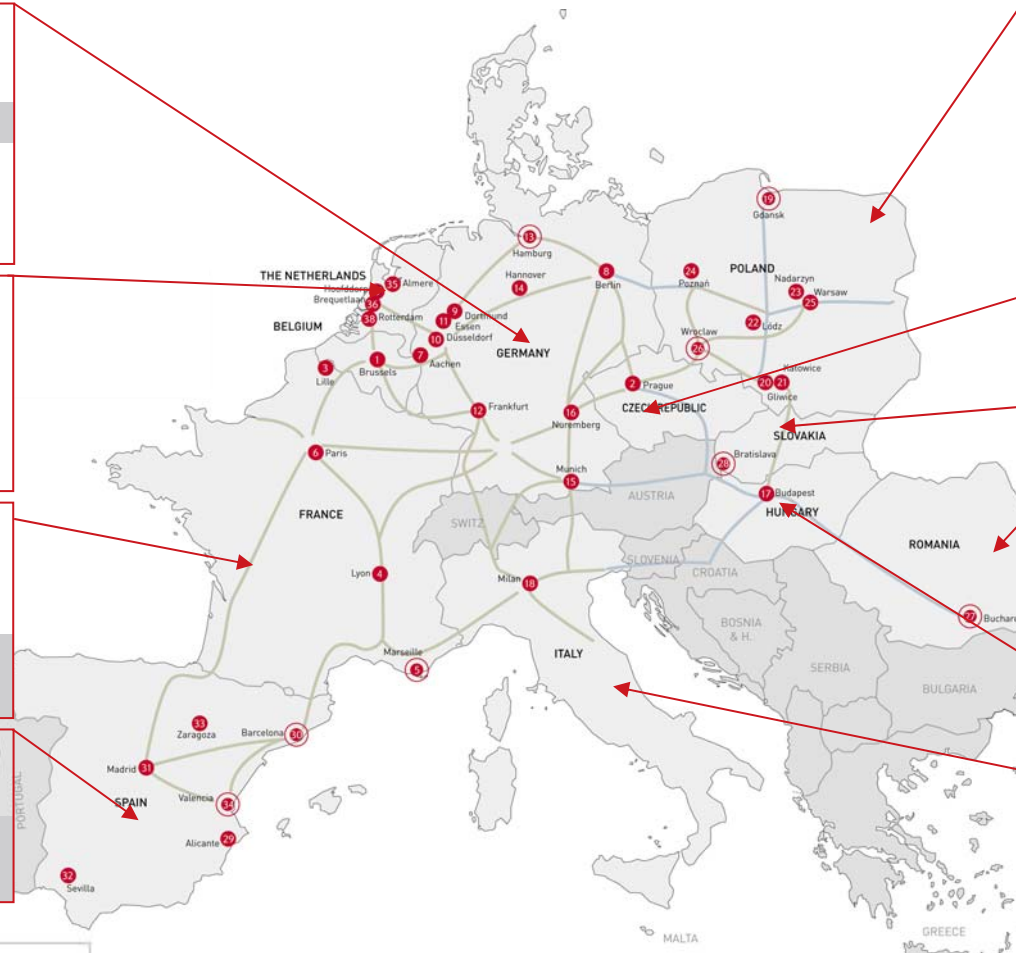 19
Gdansk
13
Hamburg
THE NETHERLANDS
35
Almere
Hannover
14
8
Berlin
24
Poznań
POLAND
Nadarzyn
23
Warsaw
25
Hoofddorp
Brequetlaan
36
38
Rotterdam
BELGIUM
9
Dortmund
11
Essen
10
Düsseldorf
22
Łódz
Wroclaw
26
GERMANY
3
Lille
1
Brussels
7
Aachen
2
Prague
Katowice
20
21
Gliwice
12
Frankfurt
16
Noremberg
CZECH REPUBLIC
SLOVAKIA
6
Paris
Bratislava
28
Munich
15
AUSTRIA
17
Budapest
HUNGARY
FRANCE
SWITZ
ROMANIA
SLOVENIA
CROATIA
Lyon
4
Milan
18
27
Buchar
BOSNIA
& H.
ITALY
Marseille
5
SERBIA
BULGARIA
33
Zaragoza
Barcelona
30
Madrid
31
PORTUGAL
SPAIN
Valencia
34
Alicante
29
32
Sevilla
MALTA
GREECE